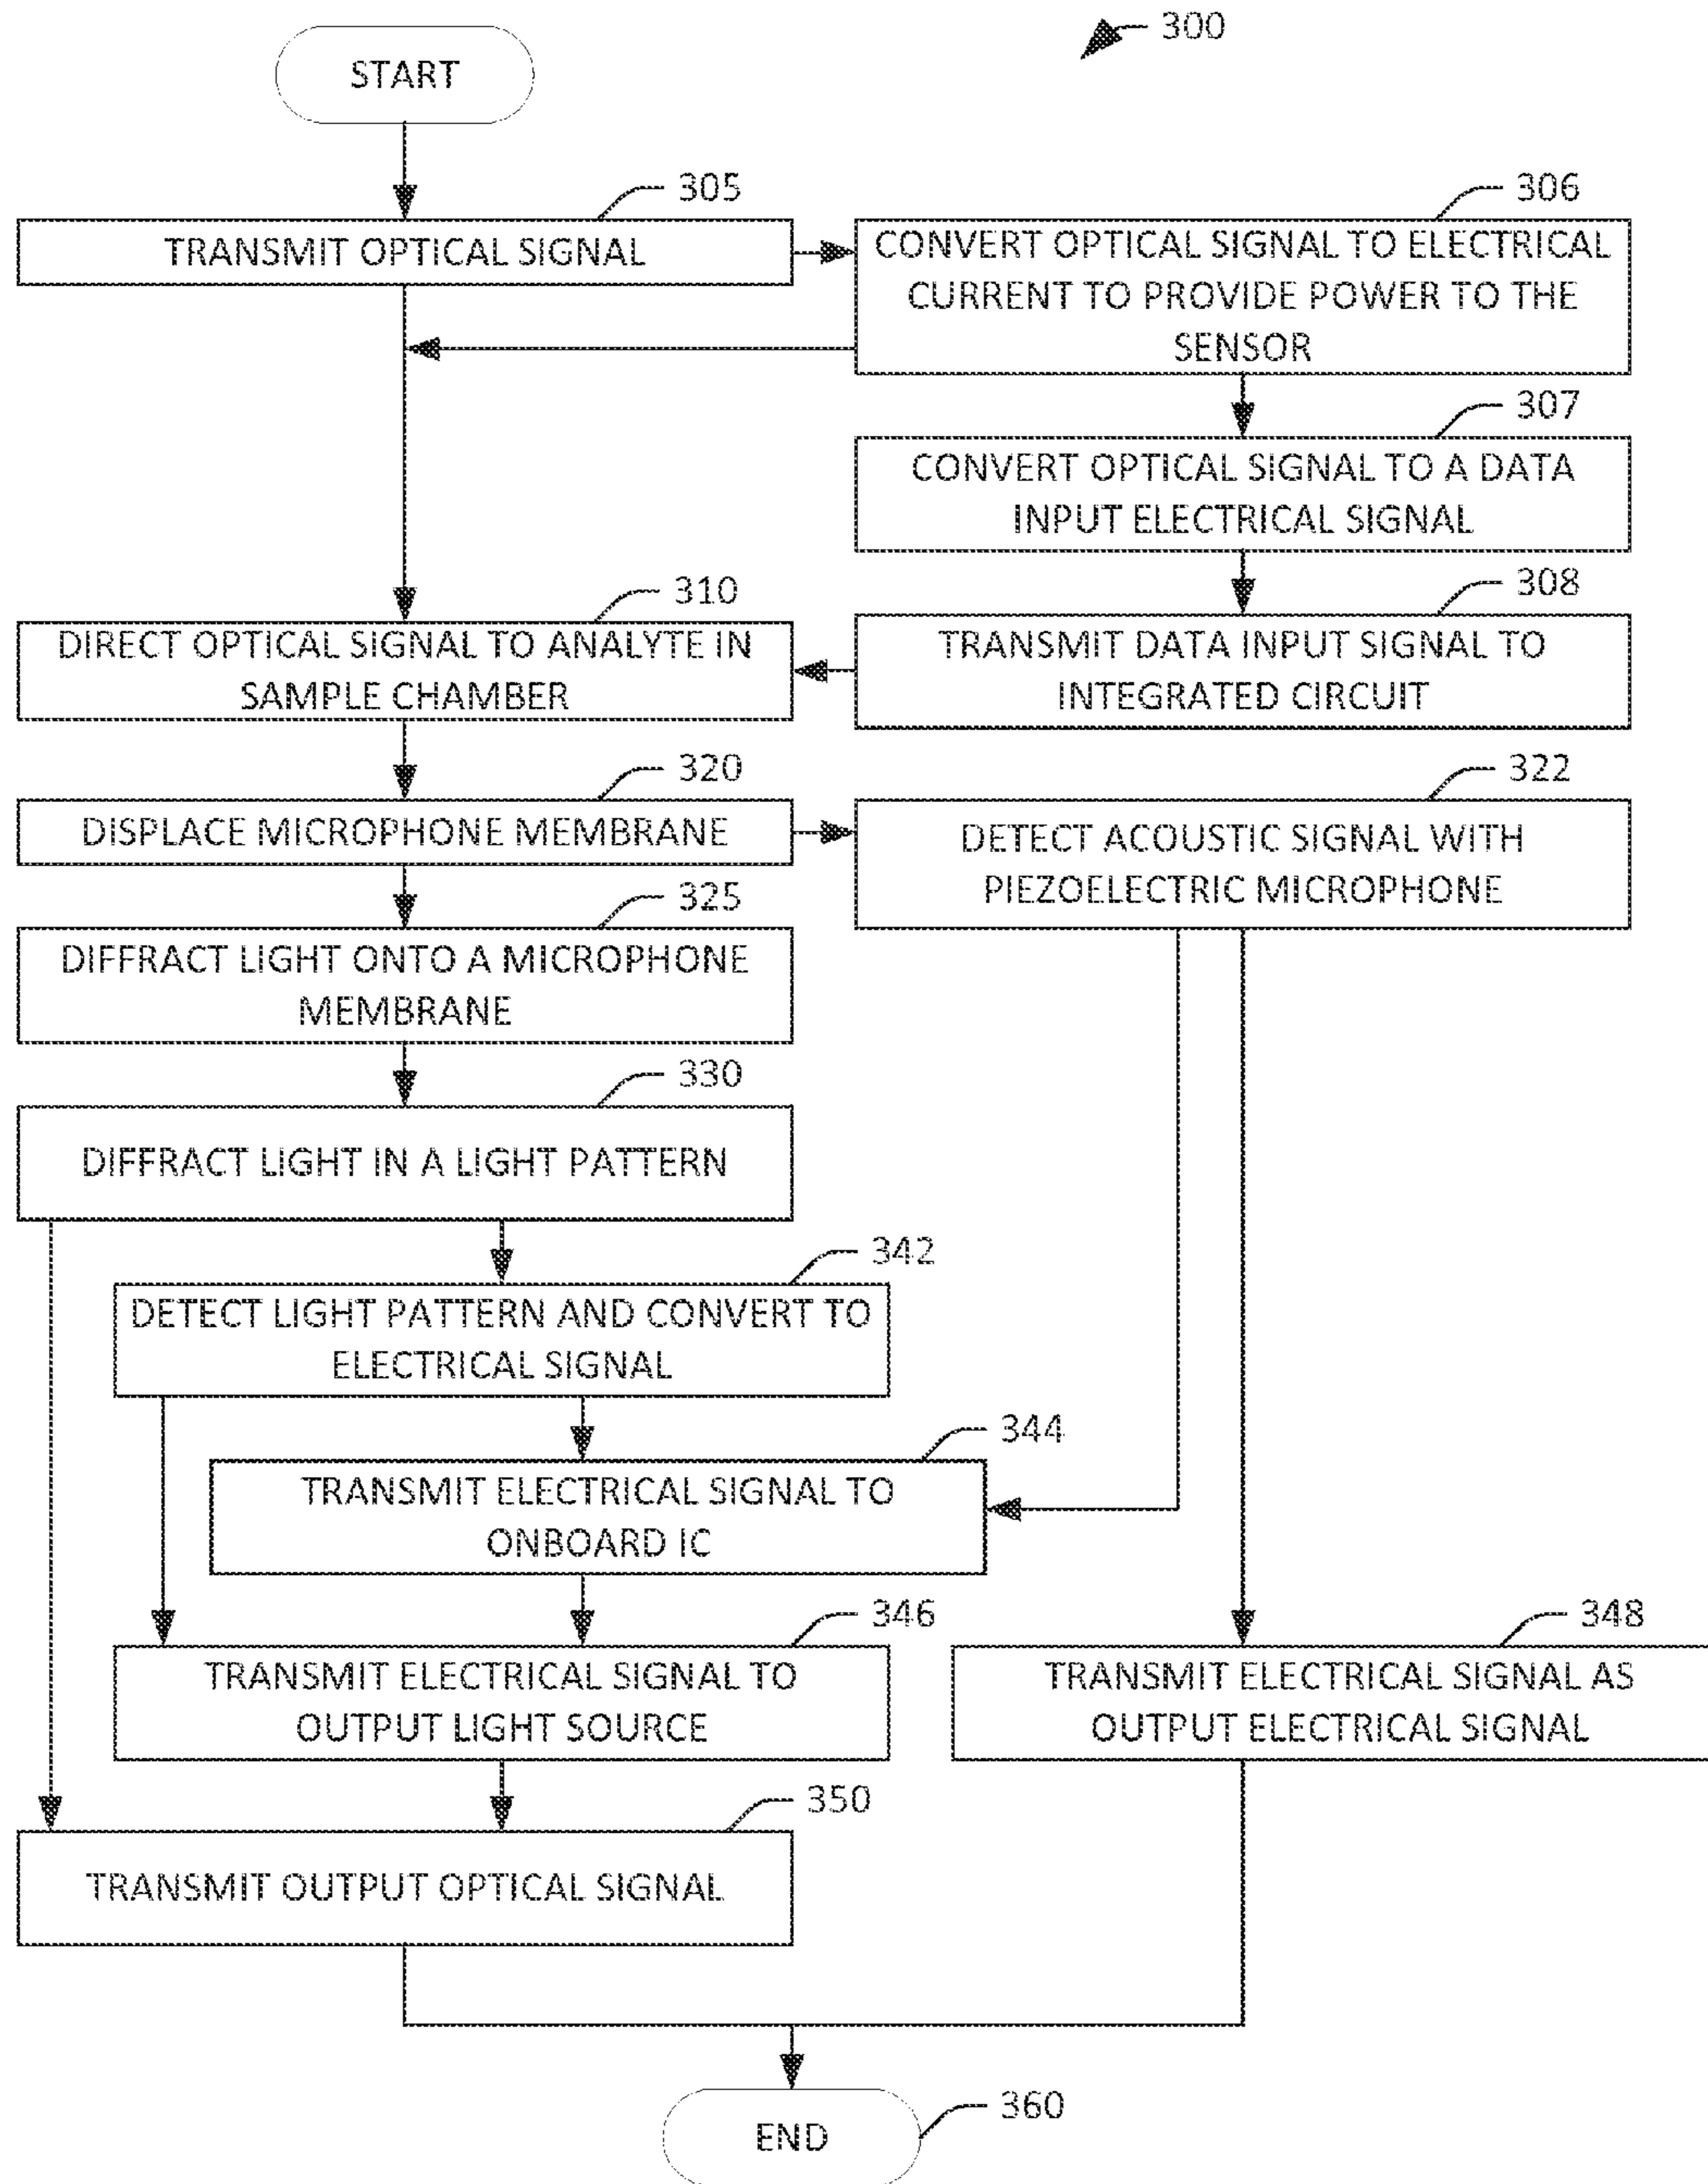 300
START
305
TRANSMIT OPTICAL SIGNAL
306
CONVERT OPTICAL SIGNAL TO ELECTRICAL
CURRENT TO PROVIDE POWER TO THE
SENSOR
307
CONVERT OPTICAL SIGNAL TO A DATA
INPUT ELECTRICAL SIGNAL
308
TRANSMIT DATA INPUT SIGNAL TO
INTEGRATED CIRCUIT
310
DIRECT OPTICAL SIGNAL TO ANALYTE IN
SAMPLE CHAMBER
320
DISPLACE MICROPHONE MEMBRANE
322
DETECT ACOUSTIC SIGNAL WITH
PIEZOELECTRIC MICROPHONE
325
DIFFRACT LIGHT ONTO A MICROPHONE
MEMBRANE
330
DIFFRACT LIGHT IN A LIGHT PATTERN
342
DETECT LIGHT PATTERN AND CONVERT TO
ELECTRICAL SIGNAL
344
TRANSMIT ELECTRICAL SIGNAL TO
ONBOARD IC
346
TRANSMIT ELECTRICAL SIGNAL TO
OUTPUT LIGHT SOURCE
348
TRANSMIT ELECTRICAL SIGNAL AS
OUTPUT ELECTRICAL SIGNAL
350
TRANSMIT OUTPUT OPTICAL SIGNAL
360
END